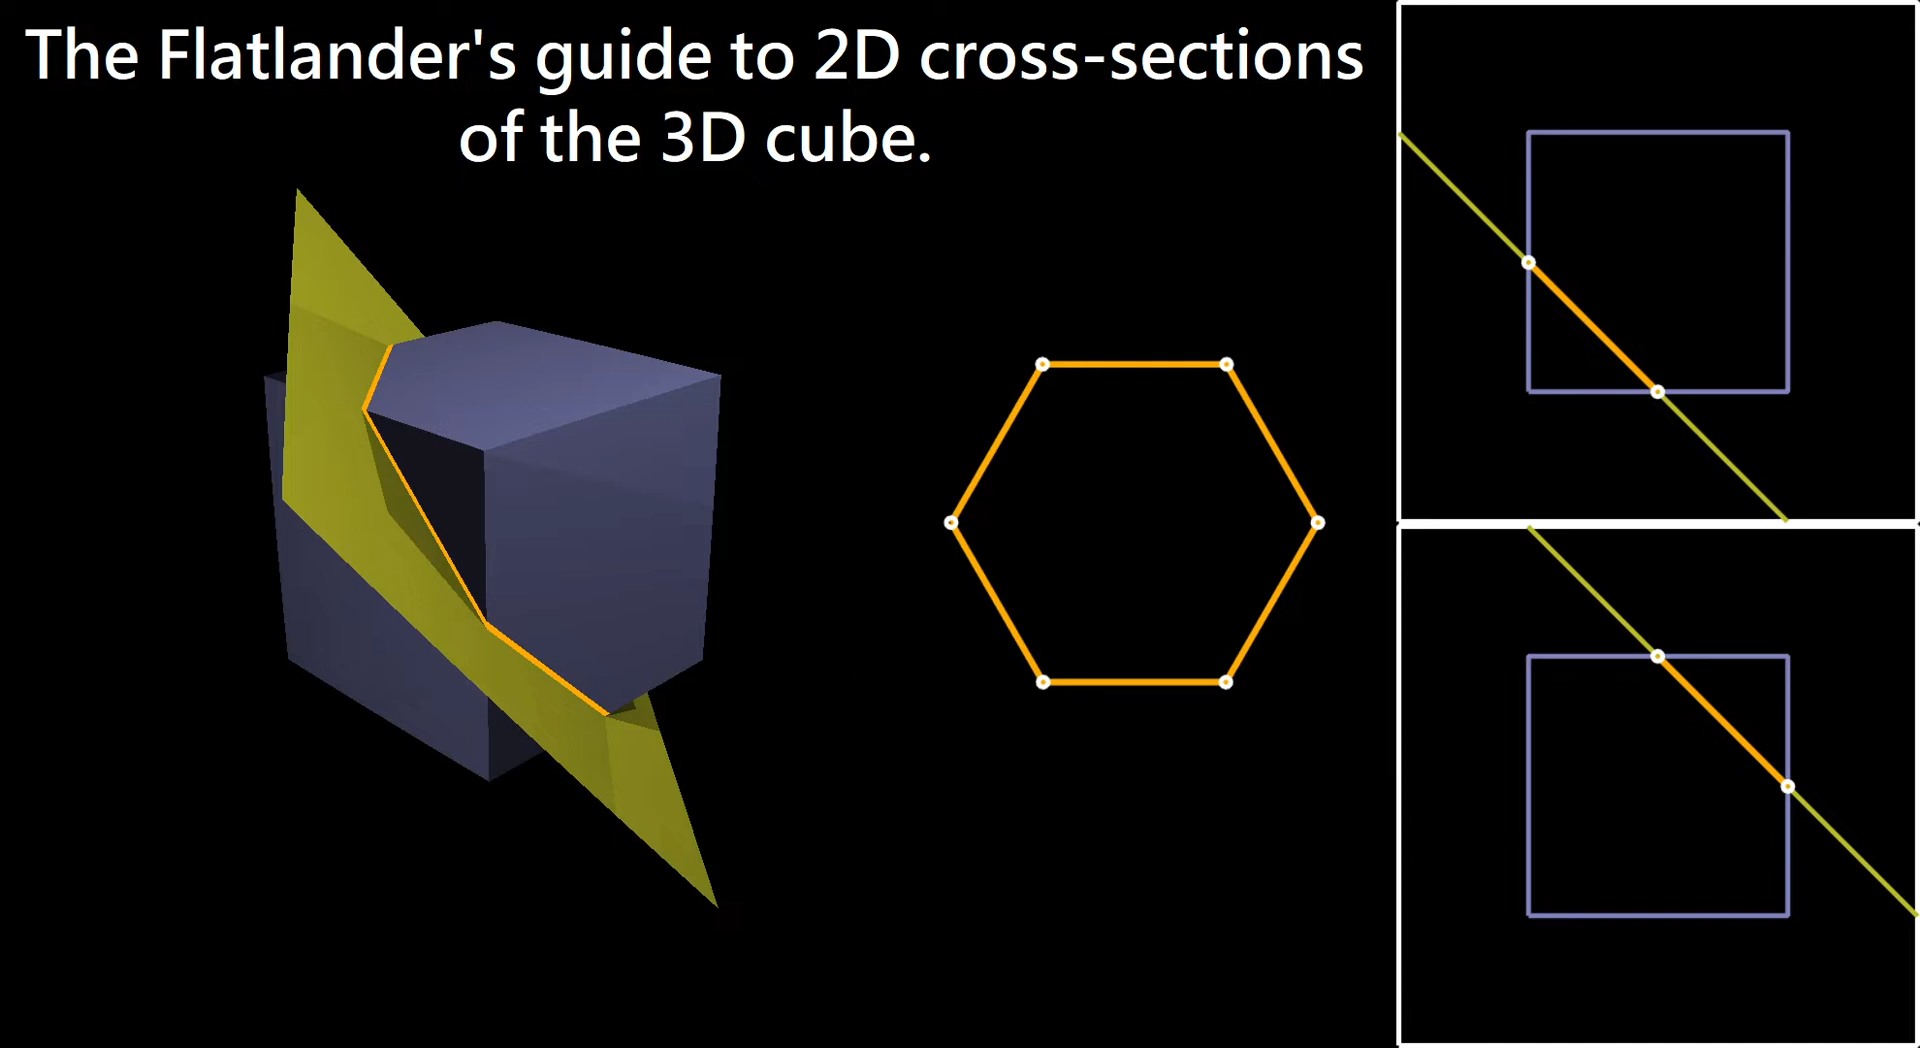 The Flatlander's guide to 2D cross-sections
of the 3D cube.